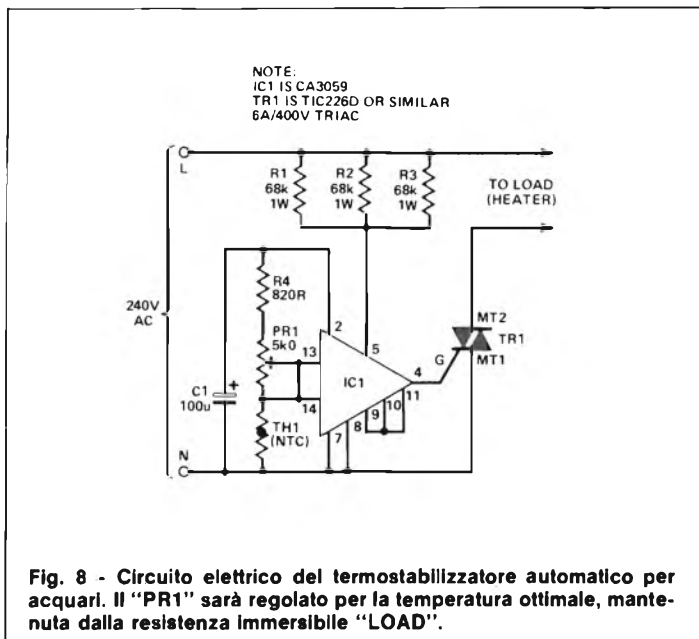 NOTE:
IC1 IS CA3059
TR1 IS TIC226D OR SIMILAR
6A/400V TRIAC
L
R1
68k
1W
R2
68k
1W
R3
68k
1W
TO LOAD
(HEATER)
R4
820R
240V
AC
PR1
5k0
2
5
13
14
IC1
4
11
10
9
8
7
MT2
TR1
G
MT1
C1
100u
+
TH1
(NTC)
N
Fig. 8 - Circuito elettrico del termostabilizzatore automatico per
acquari. Il "PR1" sarà regolato per la temperatura ottimale, mante-
nuta dalla resistenza immersibile "LOAD".